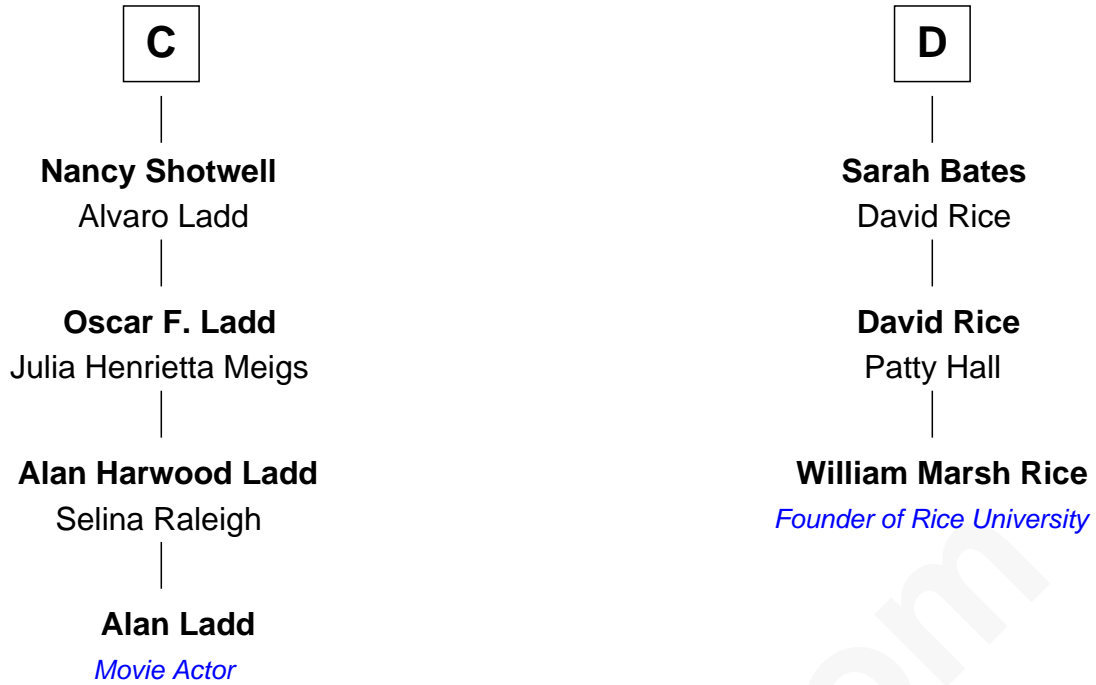 C
Nancy Shotwell
Alvaro Ladd
Oscar F. Ladd
Julia Henrietta Meigs
Alan Harwood Ladd
Selina Raleigh
Alan Ladd
Movie Actor
D
Sarah Bates
David Rice
David Rice
Patty Hall
William Marsh Rice
Founder of Rice University
om